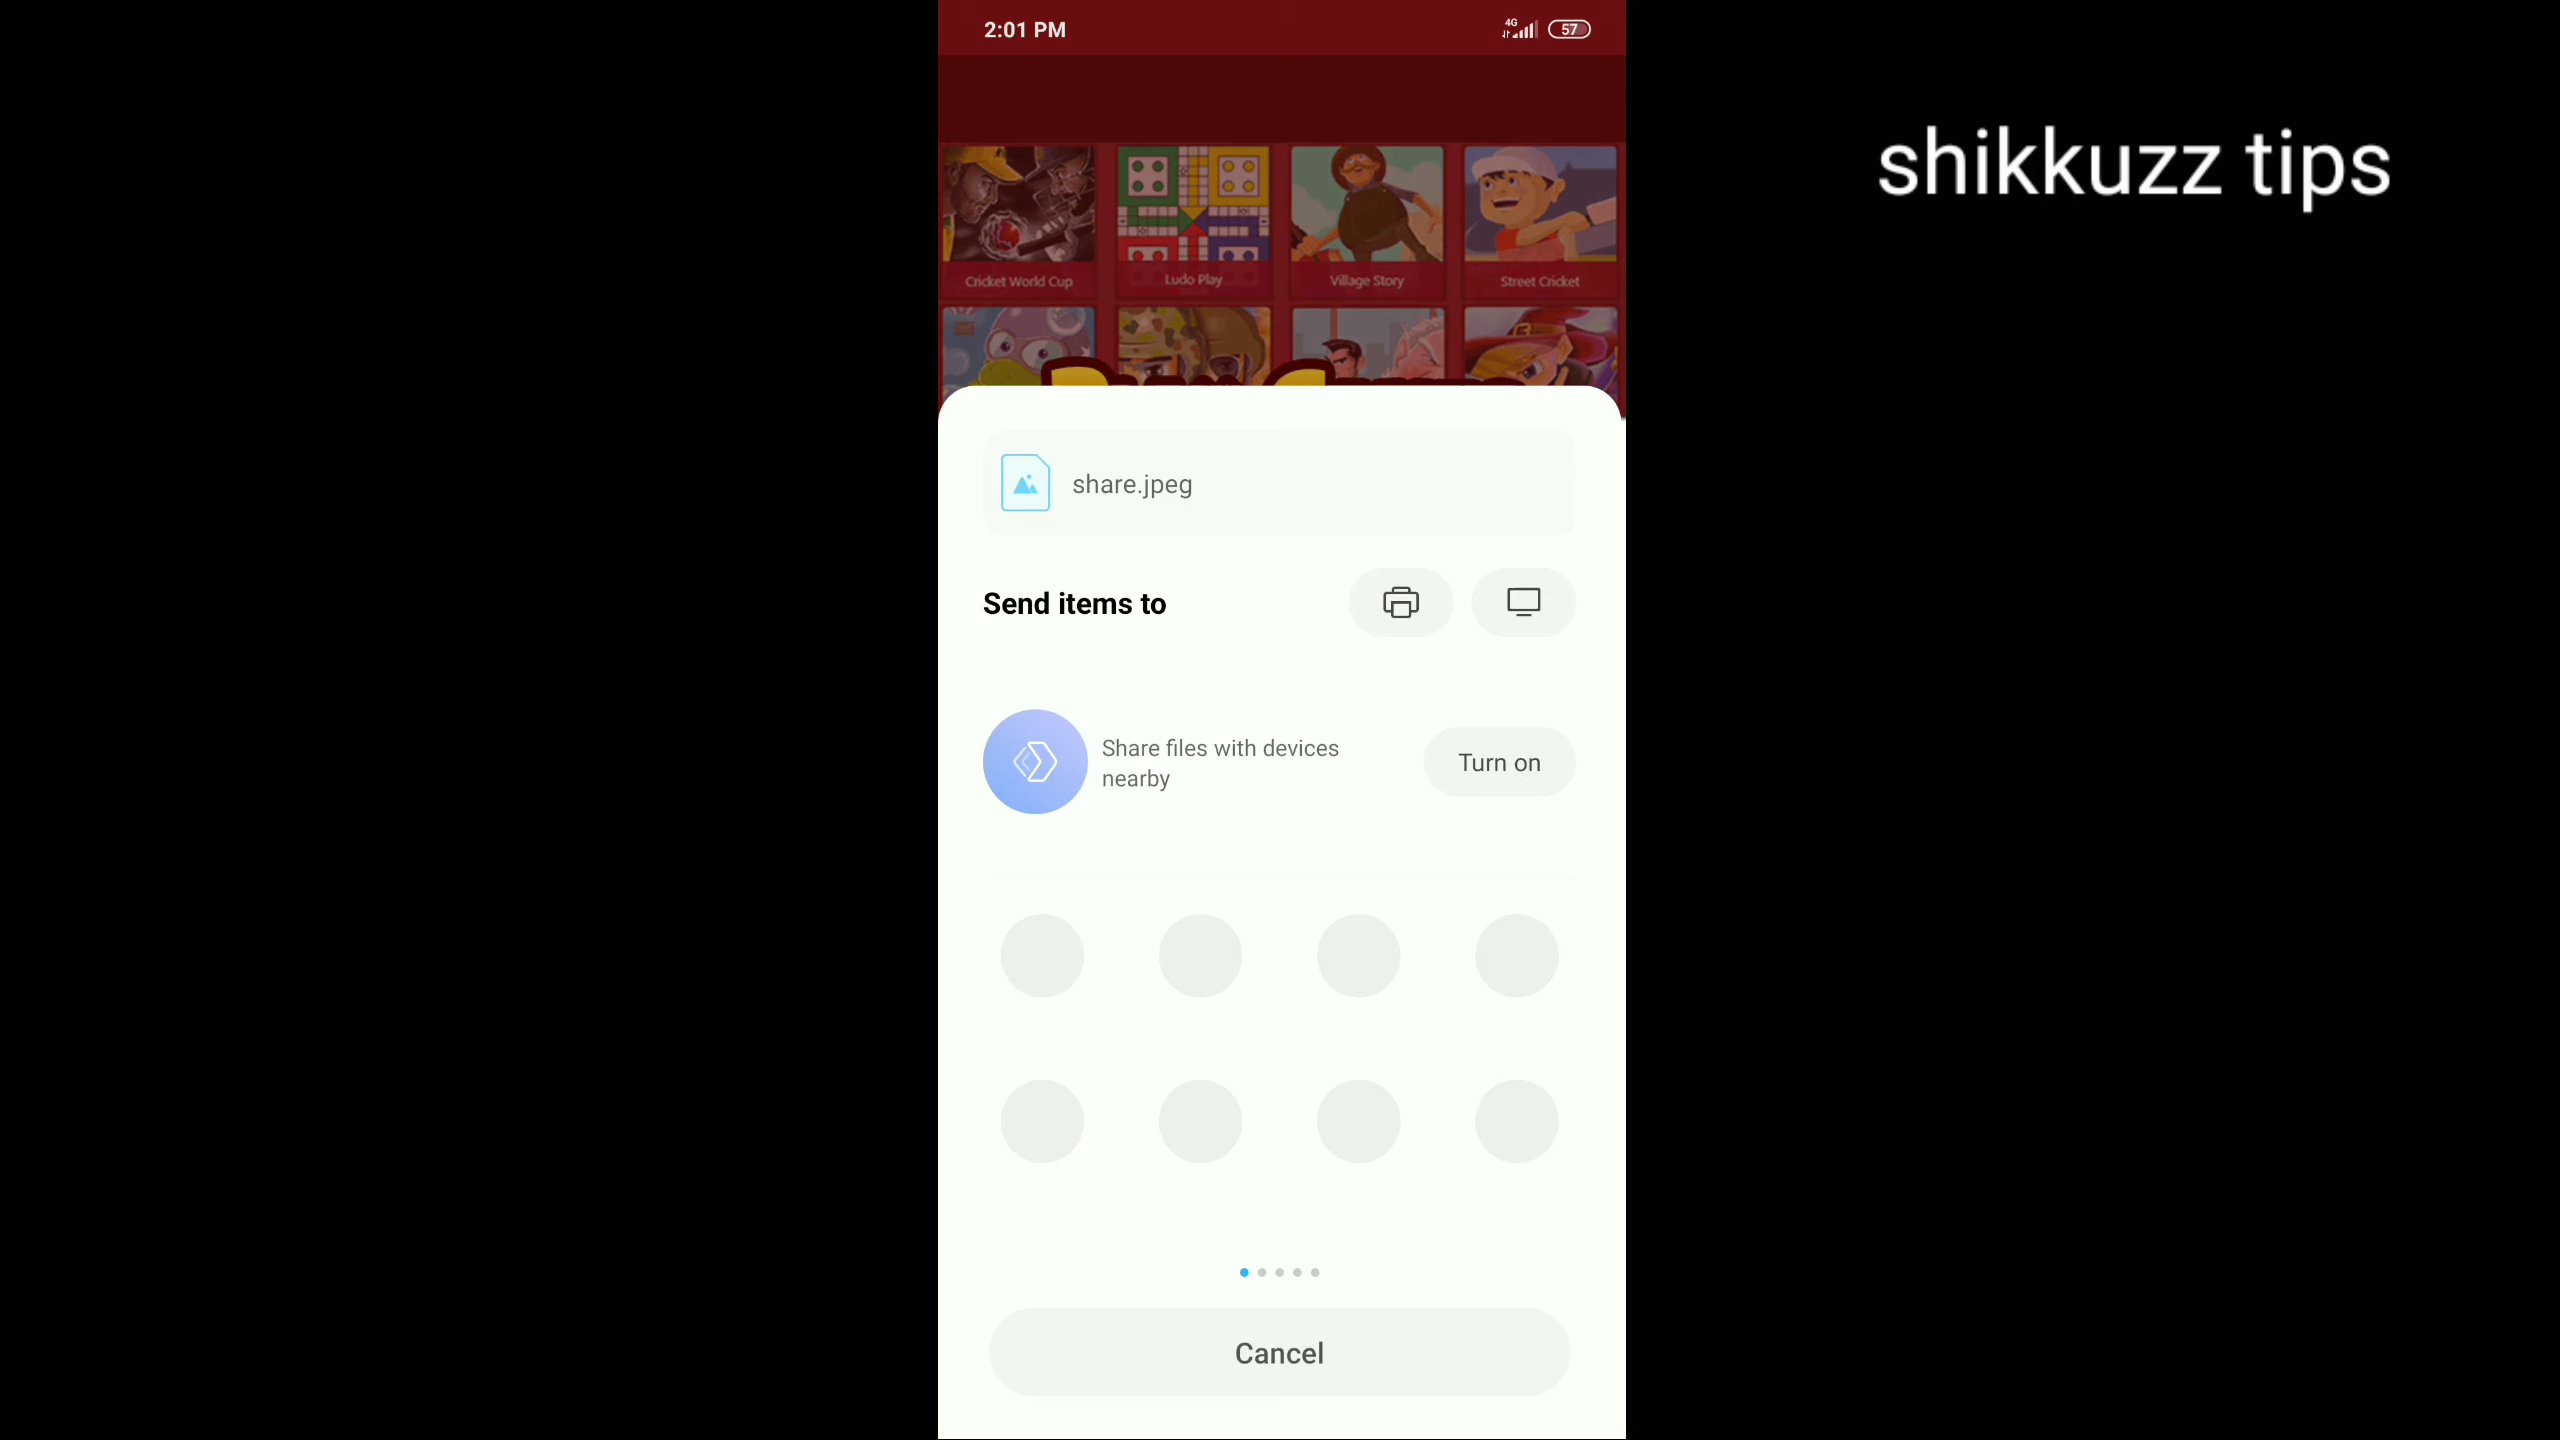 2:01 PM
4G
57
shikkuzz tips
Cricket World Cup
Ludo Play
Village Story
Street Cricket
share.jpeg
Send items to
Share files with devices
nearby
Turn on
Cancel